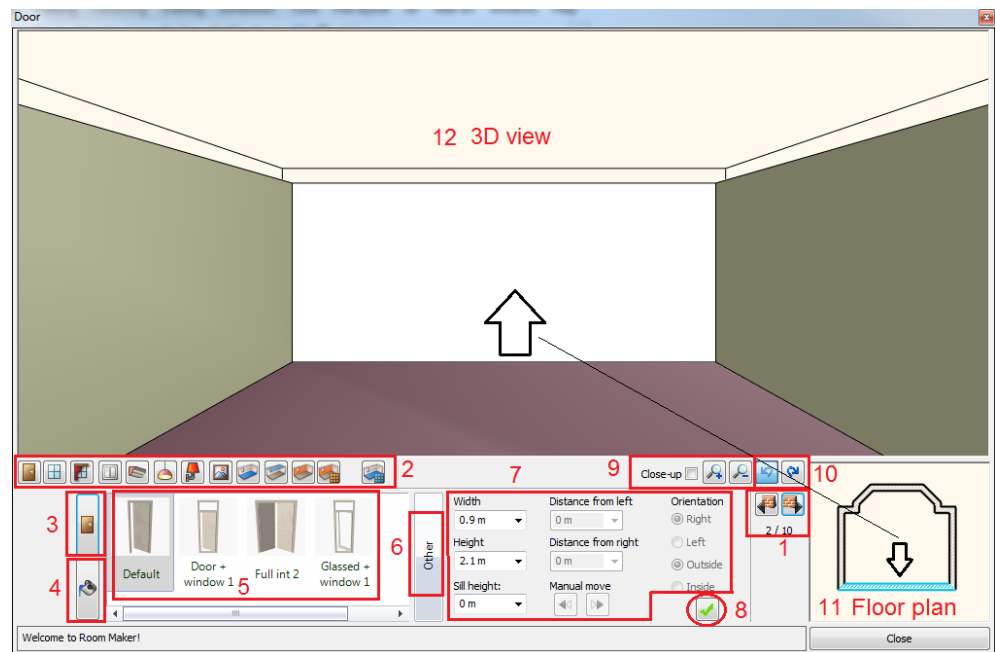 Door
12 3D view
2
7
9
Close-up
10
3
4
5
6
Default
Door +
window 1
Full int 2
Glassed +
window 1
Other
Width
0.9 m
Height
2.1 m
Sill height:
0 m
Distance from left
0 m
Distance from right
0 m
Manual move
Orientation
Right
Left
Outside
Inside
8
2 / 10
1
11 Floor plan
Welcome to Room Maker!
Close